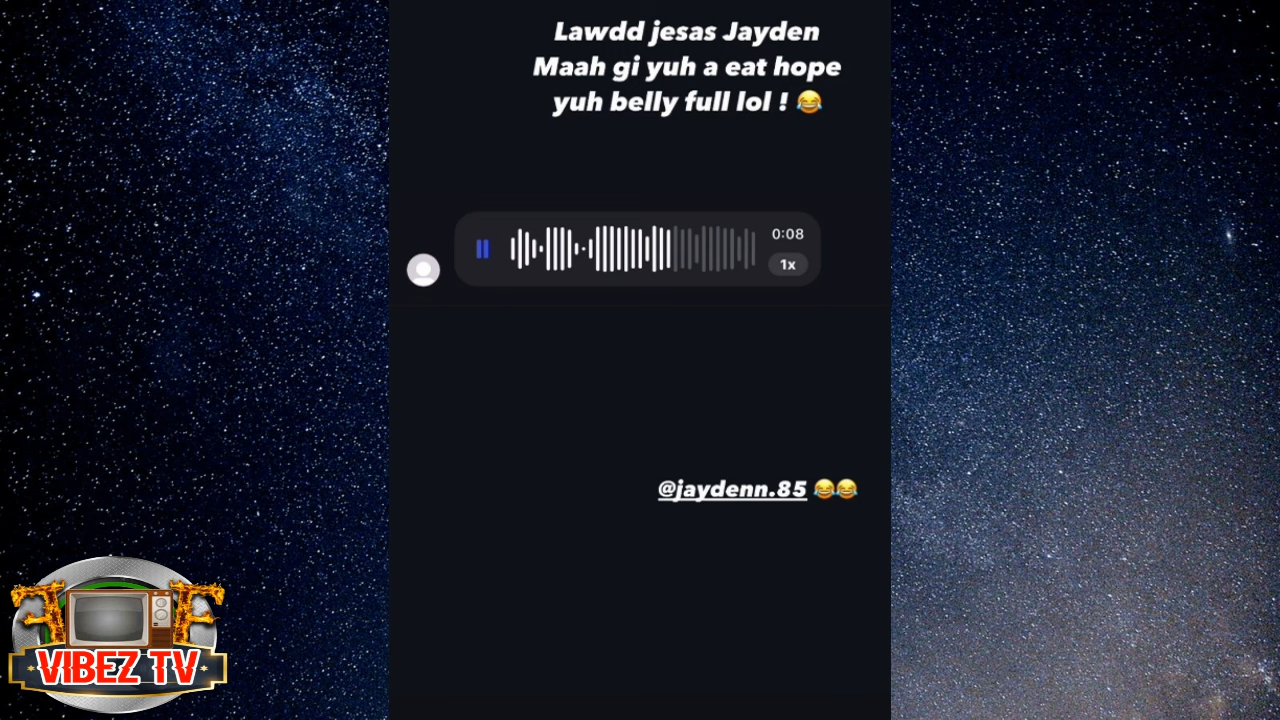 Lawdd jesas Jayden
Maah gi yuh a eat hope
yuh belly full lol ! 😂
0:08
1x
@jaydenn.85 😂😂
VIBEZ TV